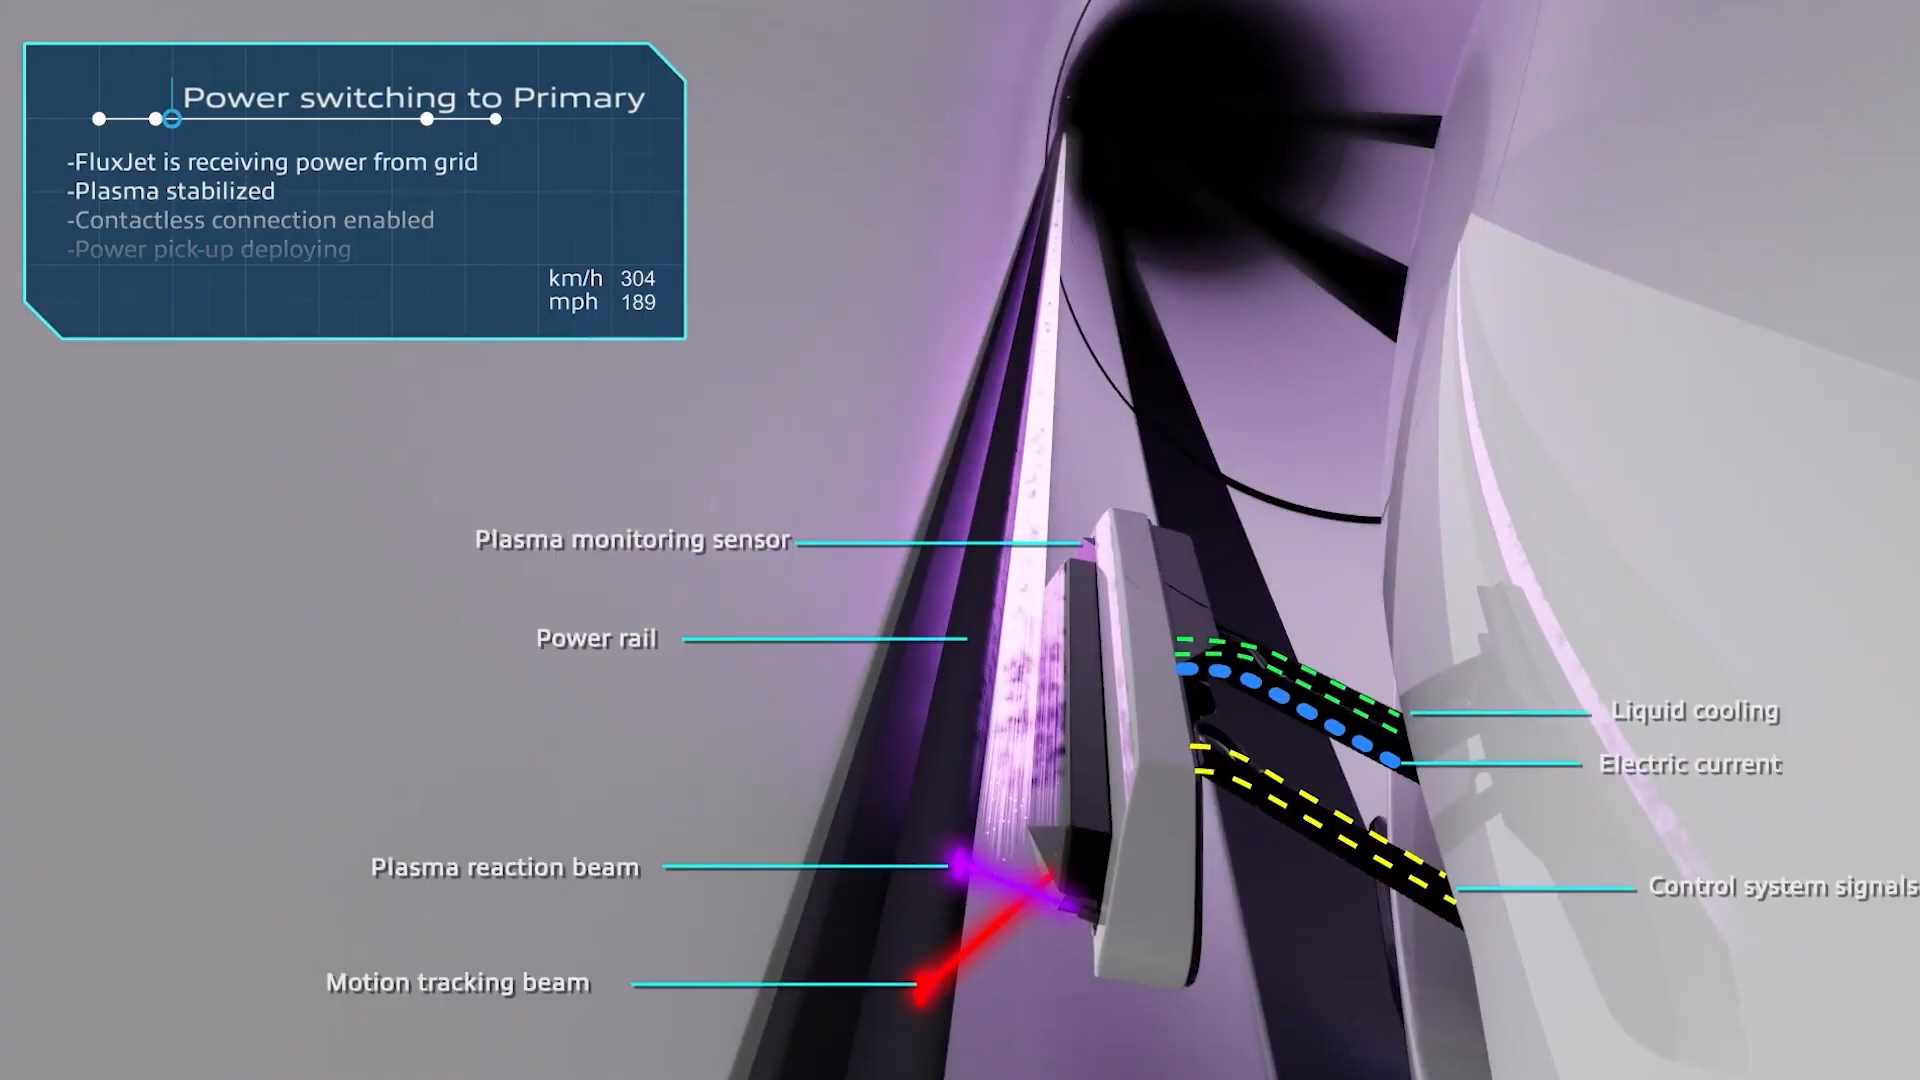 Power switching to Primary
-FluxJet is receiving power from grid
-Plasma stabilized
-Contactless connection enabled
-Power pick-up deploying
km/h 304
mph 189
Plasma monitoring sensor
Power rail
Liquid cooling
Electric current
Plasma reaction beam
Control system signals
Motion tracking beam